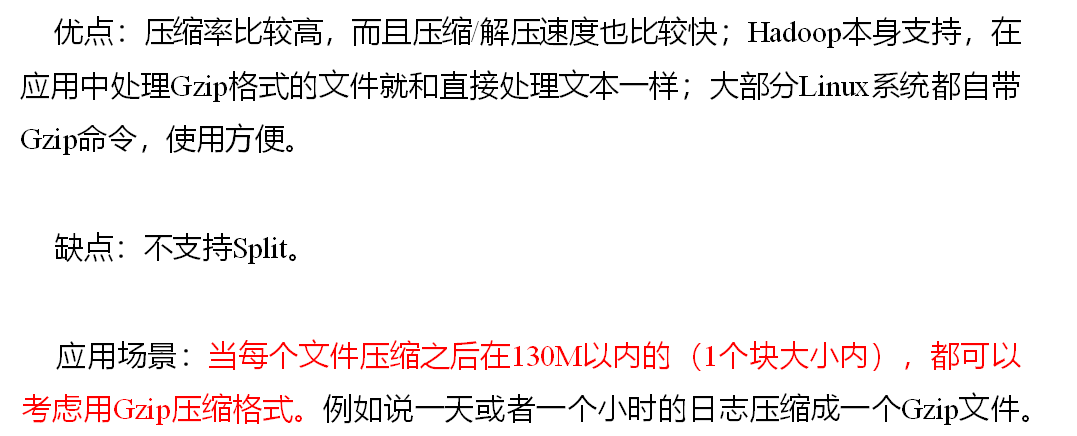 优点：压缩率比较高，而且压缩/解压速度也比较快；Hadoop本身支持，在
应用中处理Gzip格式的文件就和直接处理文本一样；大部分Linux系统都自带
Gzip命令，使用方便。
缺点：不支持Split。
应用场景：当每个文件压缩之后在130M以内的（1个块大小内），都可以
考虑用Gzip压缩格式。例如说一天或者一个小时的日志压缩成一个Gzip文件。